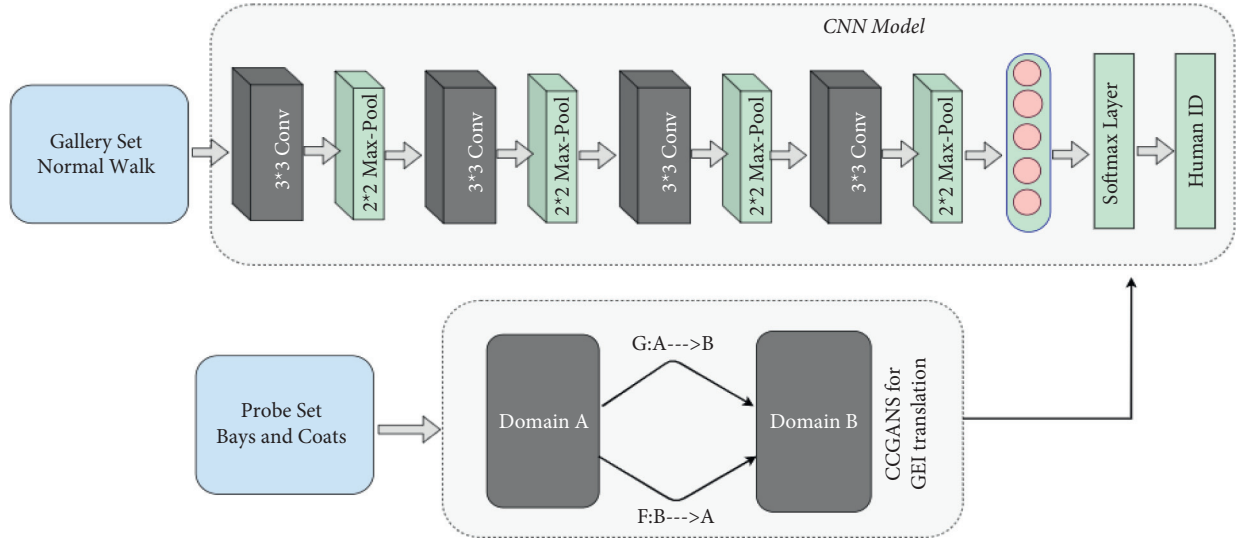 CNN Model
Gallery Set
Normal Walk
3*3 Conv
2*2 Max-Pool
3*3 Conv
2*2 Max-Pool
3*3 Conv
2*2 Max-Pool
3*3 Conv
2*2 Max-Pool
Softmax Layer
Human ID
Probe Set
Bays and Coats
Domain A
G:A--->B
F:B--->A
Domain B
CCGANS for
GEI translation